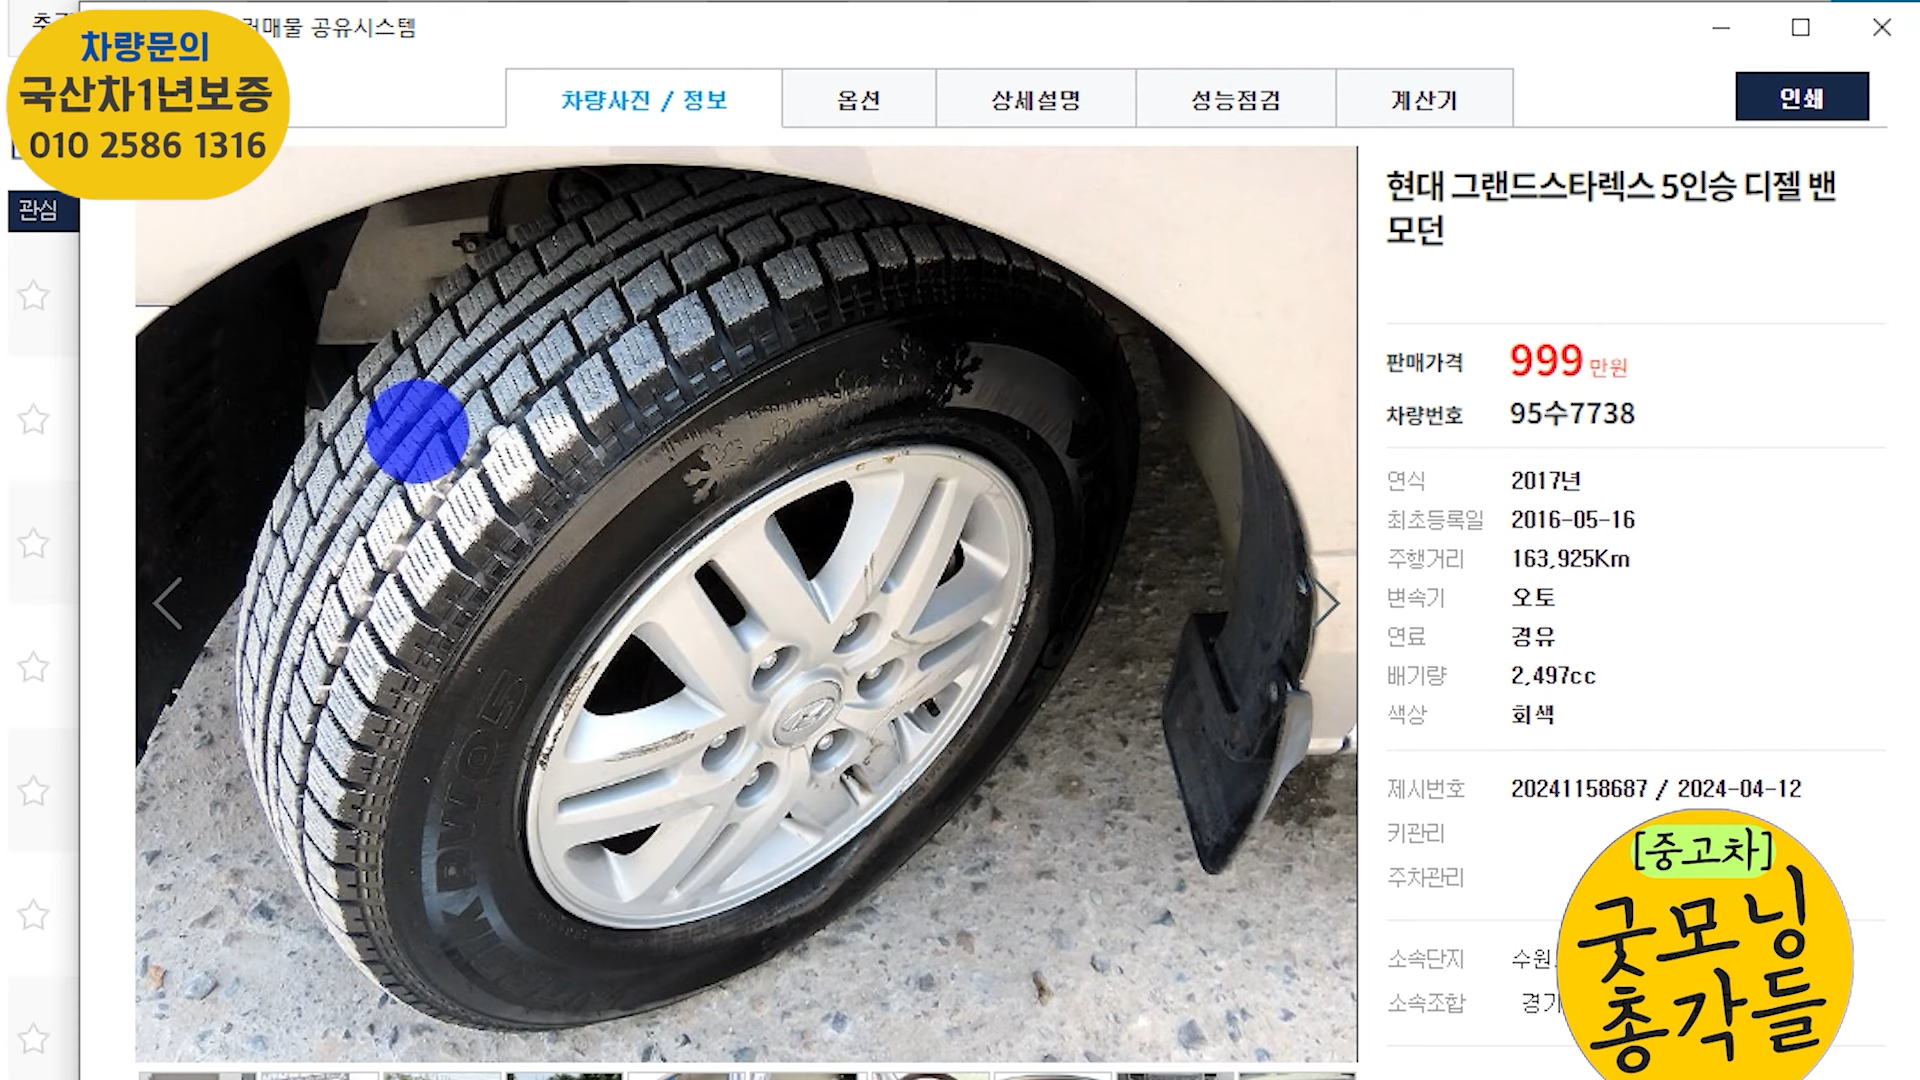 차량문의
국산차1년보증
010 2586 1316
매물 공유시스템
관심
차량사진 / 정보
옵션
상세설명
성능점검
계산기
인쇄
현대 그랜드스타렉스 5인승 디젤 밴
모던
판매가격 999 만원
차량번호 95수7738
연식 2017년
최초등록일 2016-05-16
주행거리 163,925Km
변속기 오토
연료 경유
배기량 2,497cc
색상 회색
제시번호 20241158687 / 2024-04-12
키관리
주차관리
소속단지 수원
소속조합 경기
[중고차]
굿모닝
총각들